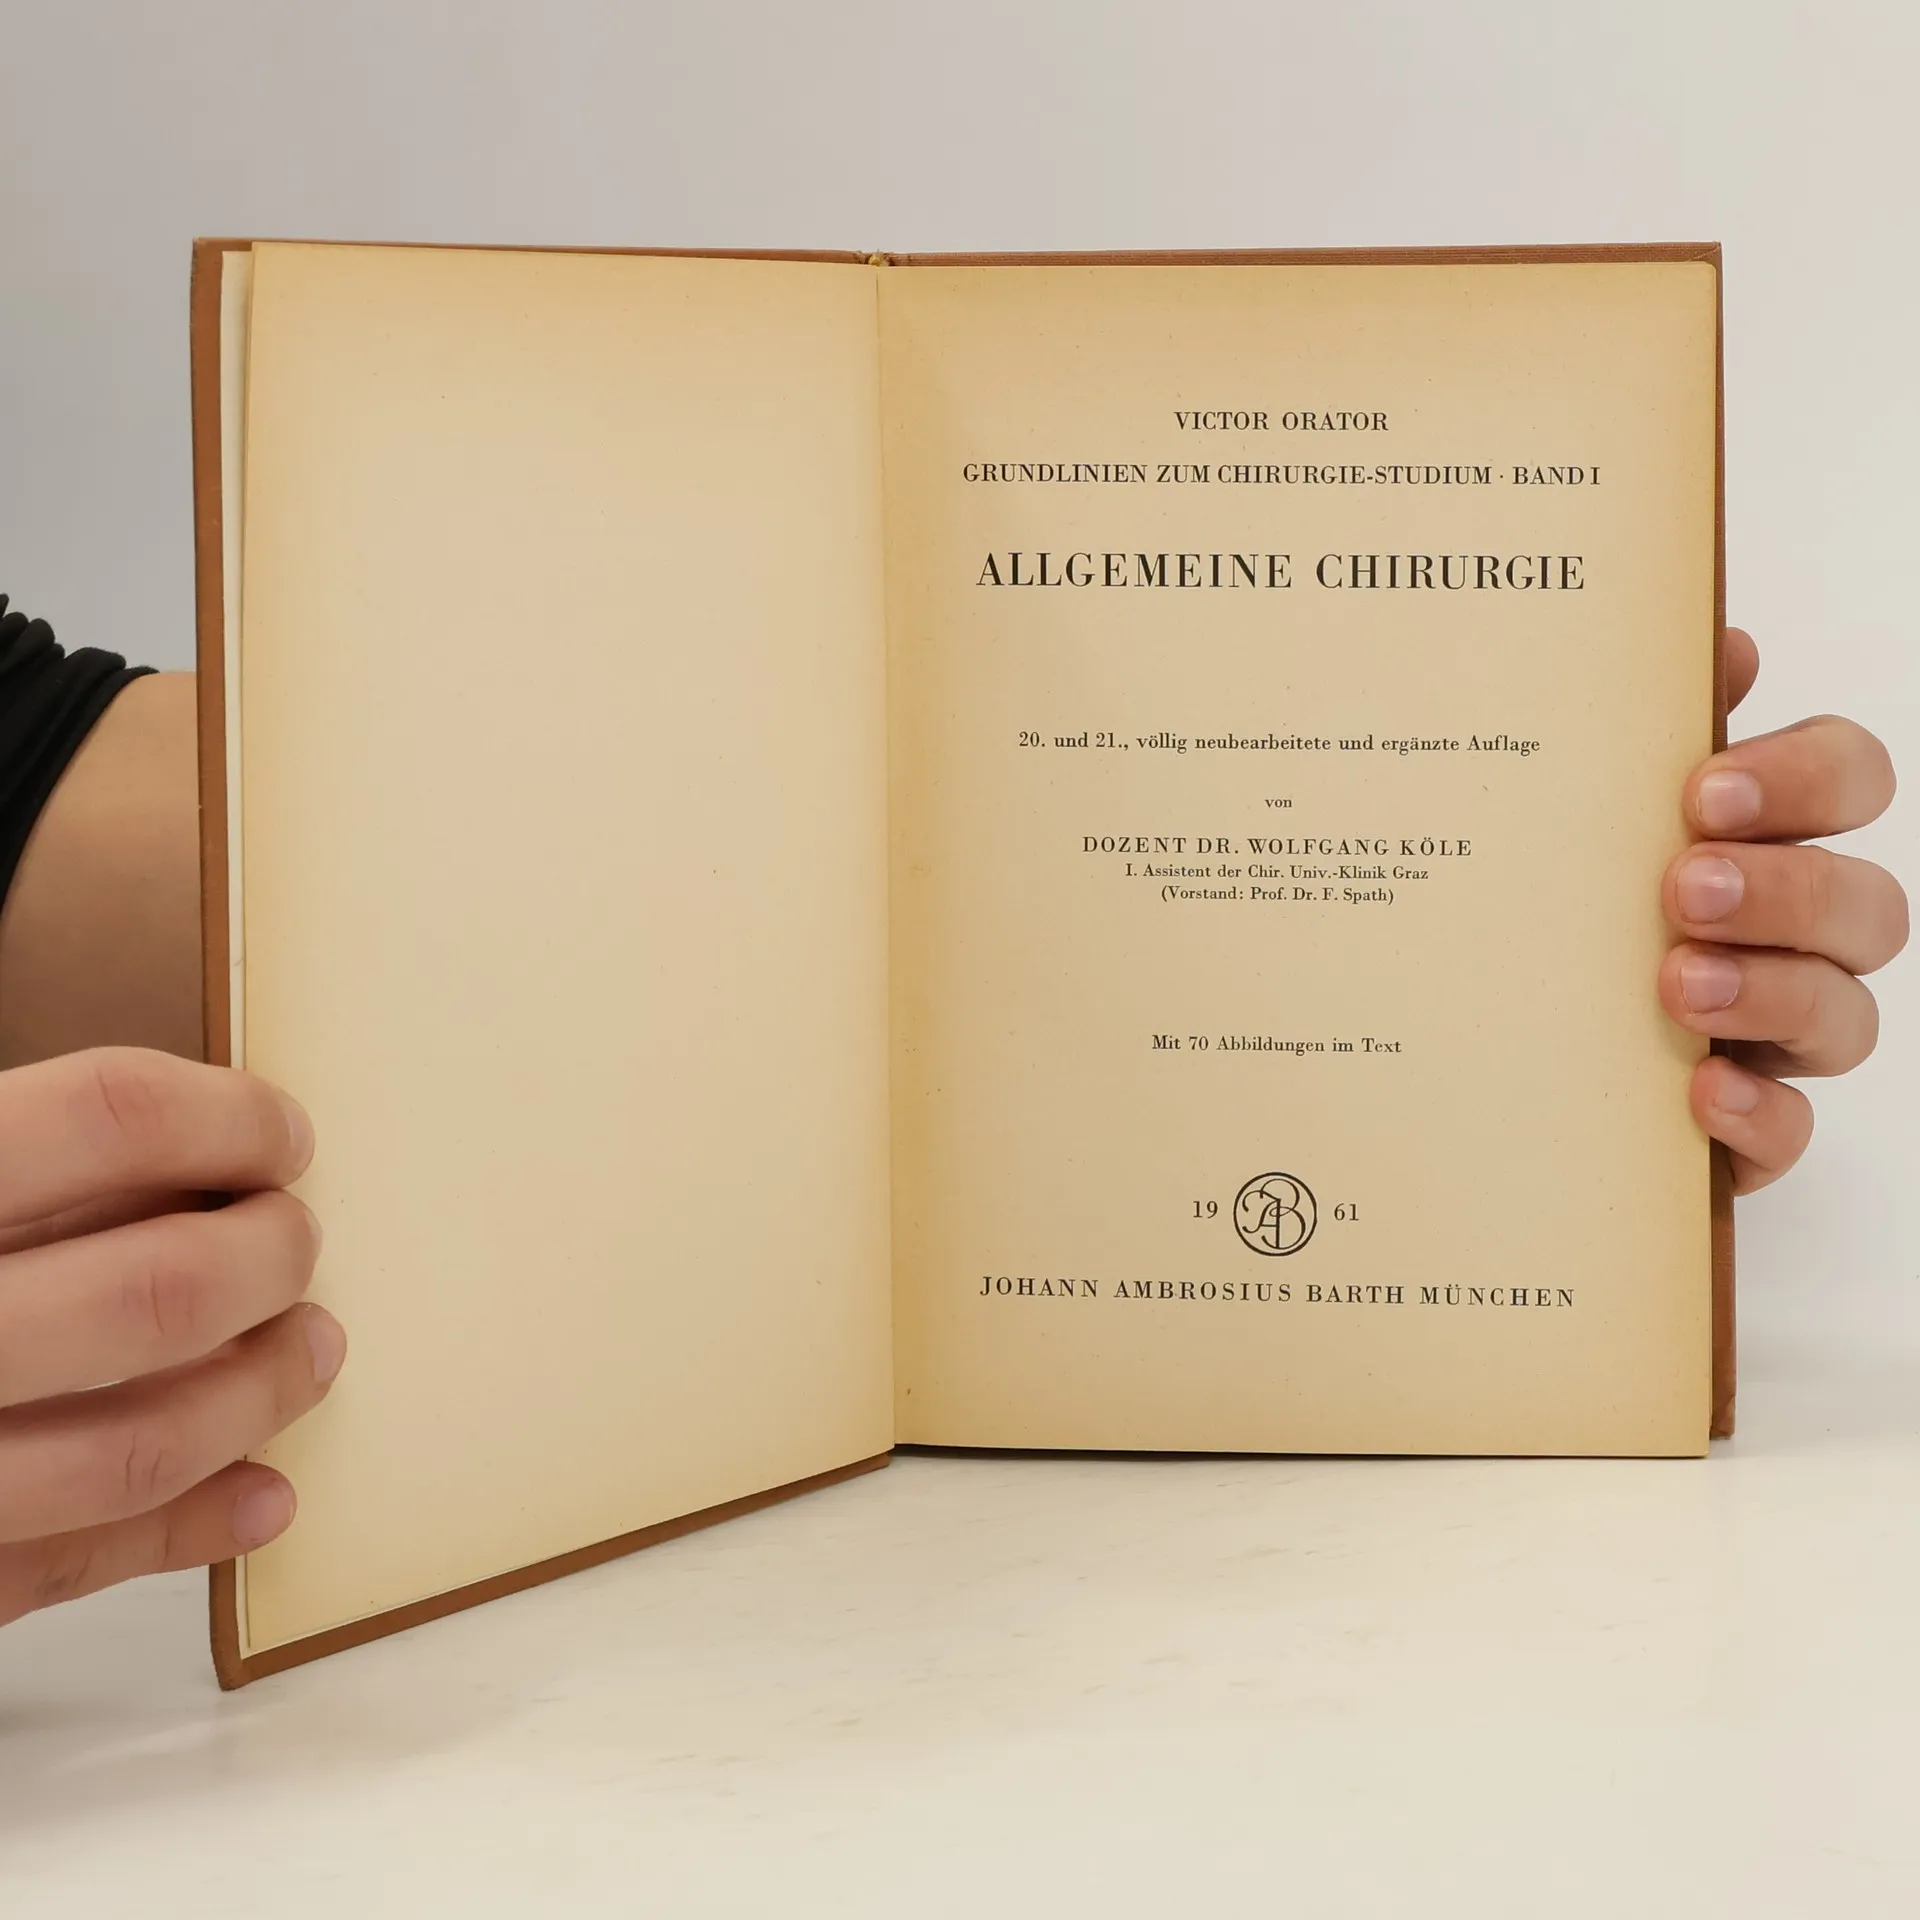 VICTOR ORATOR
GRUNDLINIEN ZUM CHIRURGIE-STUDIUM · BAND I
ALLGEMEINE CHIRURGIE
20. und 21., völlig neubearbeitete und ergänzte Auflage
von
DOZENT DR. WOLFGANG KÖLE
I. Assistent der Chir. Univ.-Klinik Graz
(Vorstand: Prof. Dr. F. Spath)
Mit 70 Abbildungen im Text
19 JAB 61
JOHANN AMBROSIUS BARTH MÜNCHEN